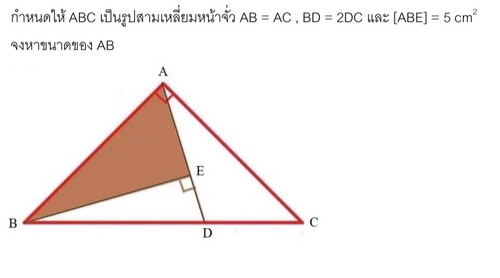 กำหนดให้ ABC เป็นรูปสามเหลี่ยมหน้าจั่ว AB = AC , BD = 2DC และ [ABE] = 5 cm²
จงหาขนาดของ AB
A
E
B
D
C